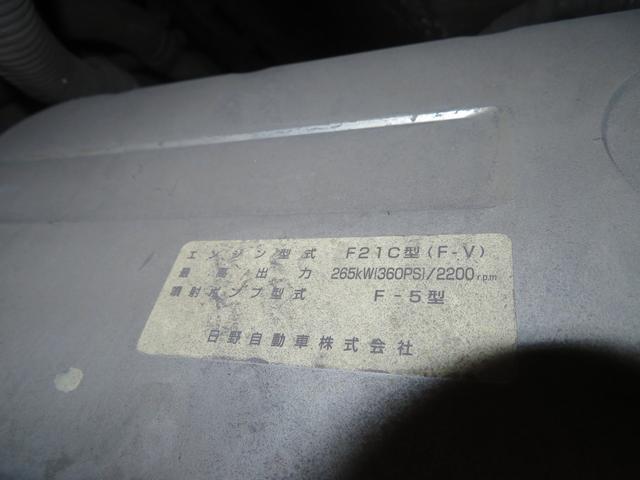 エンジン型式 F21C型(F-V)
最高出力 265kW(360PS)/2200rpm
噴射ポンプ型式 F-5型
日野自動車株式会社